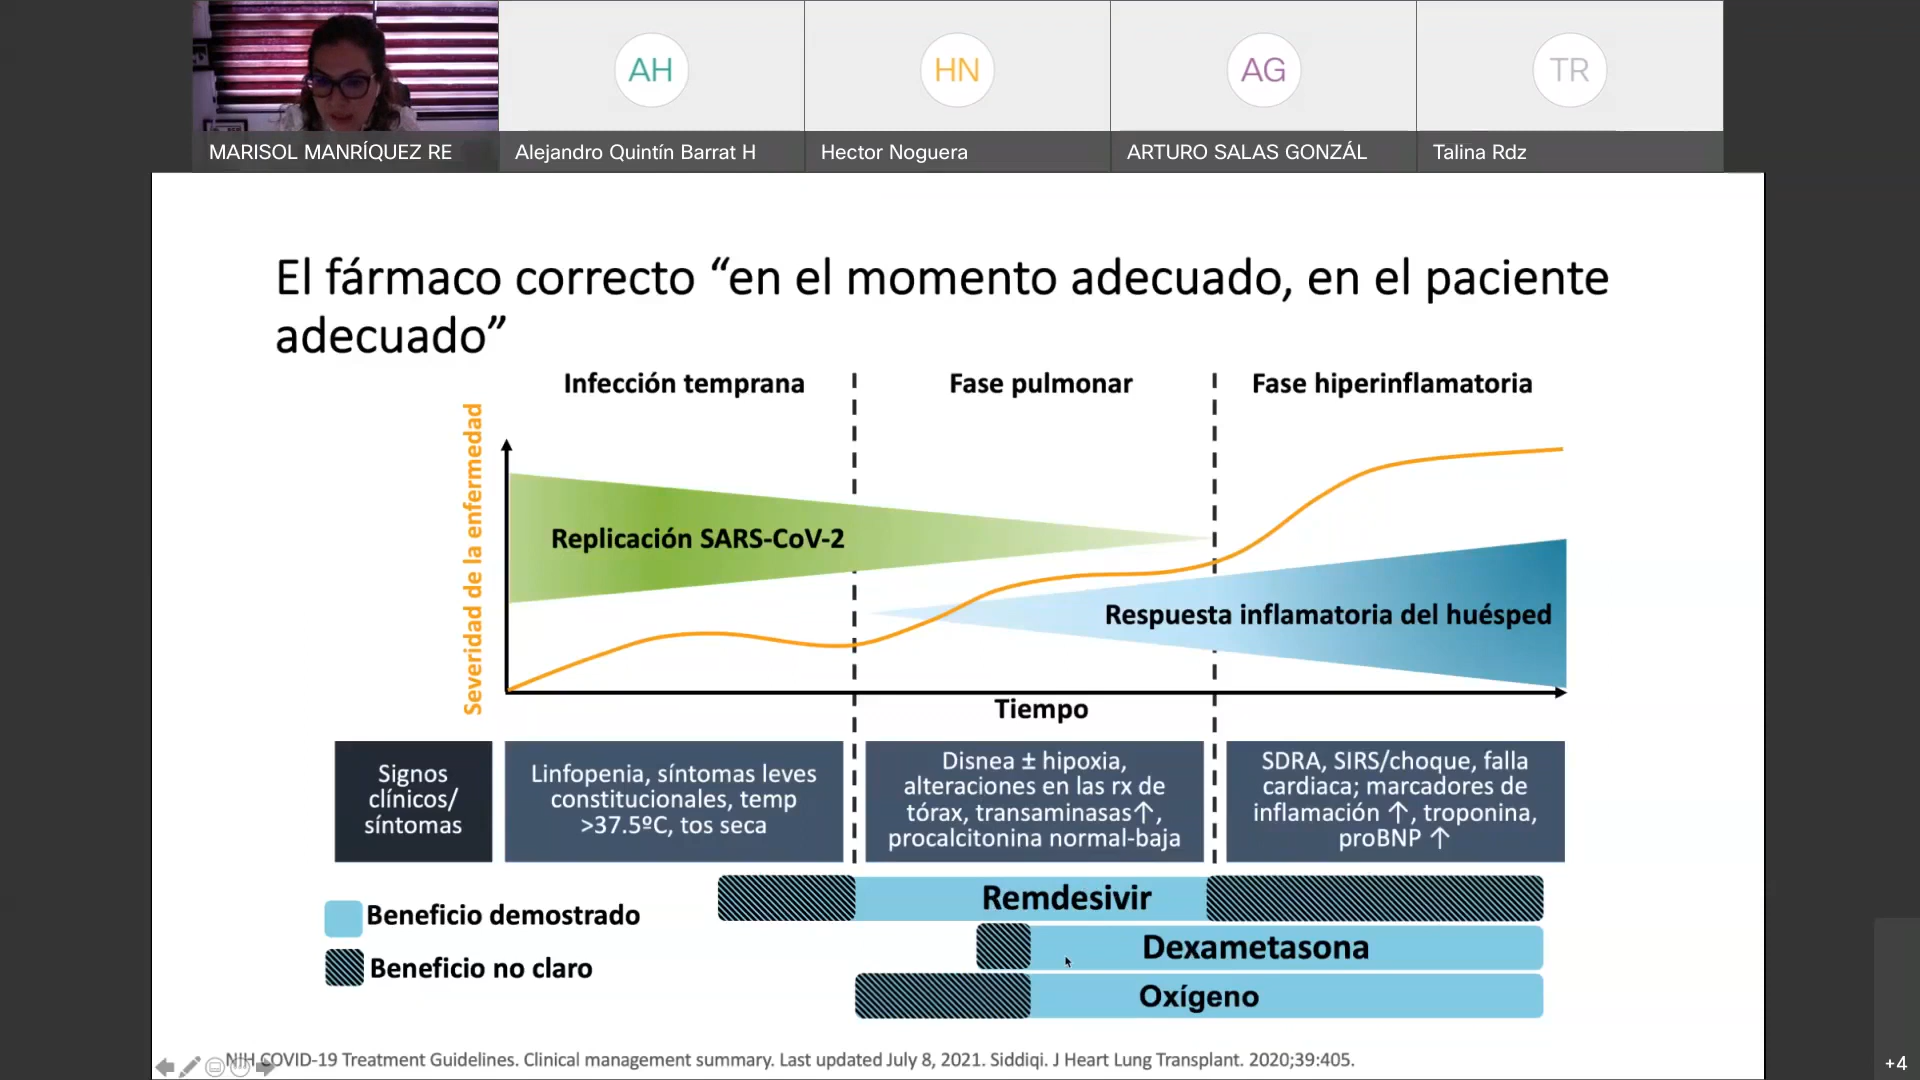 AH
HN
AG
TR
MARISOL MANRÍQUEZ RE
Alejandro Quintín Barrat H
Hector Noguera
ARTURO SALAS GONZÁL
Talina Rdz
El fármaco correcto “en el momento adecuado, en el paciente
adecuado”
Infección temprana
Fase pulmonar
Fase hiperinflamatoria
Severidad de la enfermedad
Replicación SARS-CoV-2
Respuesta inflamatoria del huésped
Tiempo
Signos
clínicos/
síntomas
Linfopenia, síntomas leves
constitucionales, temp
>37.5ºC, tos seca
Disnea ± hipoxia,
alteraciones en las rx de
tórax, transaminasas↑,
procalcitonina normal-baja
SDRA, SIRS/choque, falla
cardiaca; marcadores de
inflamación ↑, troponina,
proBNP ↑
Beneficio demostrado
Beneficio no claro
Remdesivir
Dexametasona
Oxígeno
NIH COVID-19 Treatment Guidelines. Clinical management summary. Last updated July 8, 2021. Siddiqi. J Heart Lung Transplant. 2020;39:405.
+4